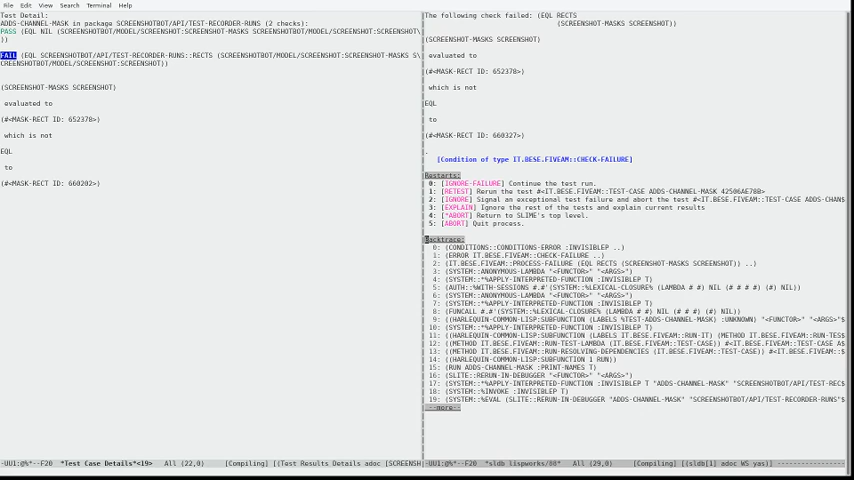 File Edit View Search Terminal Help
Test Detail:
ADDS-CHANNEL-MASK in package SCREENSHOTBOT/API/TEST-RECORDER-RUNS (2 checks):
PASS (EQL NIL (SCREENSHOTBOT/MODEL/SCREENSHOT:SCREENSHOT-MASKS SCREENSHOTBOT/MODEL/SCREENSHOT:SCREENSHOT\
))
FAIL (EQL SCREENSHOTBOT/API/TEST-RECORDER-RUNS::RECTS (SCREENSHOTBOT/MODEL/SCREENSHOT:SCREENSHOT-MASKS S\
CREENSHOTBOT/MODEL/SCREENSHOT:SCREENSHOT))
(SCREENSHOT-MASKS SCREENSHOT)
evaluated to
(#<MASK-RECT ID: 652378>)
which is not
EQL
to
(#<MASK-RECT ID: 660202>)
-UU1:@%*--F20 *Test Case Details*<19> All (22,0) [Compiling] [(Test Results Details adoc [SCREENSH
The following check failed: (EQL RECTS
(SCREENSHOT-MASKS SCREENSHOT))
(SCREENSHOT-MASKS SCREENSHOT)
evaluated to
(#<MASK-RECT ID: 652378>)
which is not
EQL
to
(#<MASK-RECT ID: 660327>)
.
[Condition of type IT.BESE.FIVEAM::CHECK-FAILURE]
Restarts:
0: [IGNORE-FAILURE] Continue the test run.
1: [RETEST] Rerun the test #<IT.BESE.FIVEAM::TEST-CASE ADDS-CHANNEL-MASK 42506AE78B>
2: [IGNORE] Signal an exceptional test failure and abort the test #<IT.BESE.FIVEAM::TEST-CASE ADDS-CHAN$
3: [EXPLAIN] Ignore the rest of the tests and explain current results
4: [*ABORT] Return to SLIME's top level.
5: [ABORT] Quit process.
Backtrace:
0: (CONDITIONS::CONDITIONS-ERROR :INVISIBLEP ..)
1: (ERROR IT.BESE.FIVEAM::CHECK-FAILURE ..)
2: (IT.BESE.FIVEAM::PROCESS-FAILURE (EQL RECTS (SCREENSHOT-MASKS SCREENSHOT)) ..)
3: (SYSTEM::ANONYMOUS-LAMBDA "<FUNCTOR>" "<ARGS>")
4: (SYSTEM::*%APPLY-INTERPRETED-FUNCTION :INVISIBLEP T)
5: (AUTH::%WITH-SESSIONS #.#'(SYSTEM::%LEXICAL-CLOSURE% (LAMBDA # #) NIL (# # # #) (#) NIL))
6: (SYSTEM::ANONYMOUS-LAMBDA "<FUNCTOR>" "<ARGS>")
7: (SYSTEM::*%APPLY-INTERPRETED-FUNCTION :INVISIBLEP T)
8: (FUNCALL #.#'(SYSTEM::%LEXICAL-CLOSURE% (LAMBDA # #) NIL (# # #) (#) NIL))
9: ((HARLEQUIN-COMMON-LISP:SUBFUNCTION (LABELS %TEST-ADDS-CHANNEL-MASK) :UNKNOWN) "<FUNCTOR>" "<ARGS>"$
10: (SYSTEM::*%APPLY-INTERPRETED-FUNCTION :INVISIBLEP T)
11: ((HARLEQUIN-COMMON-LISP:SUBFUNCTION (LABELS IT.BESE.FIVEAM::RUN-IT) (METHOD IT.BESE.FIVEAM::RUN-TES$
12: ((METHOD IT.BESE.FIVEAM::RUN-TEST-LAMBDA (IT.BESE.FIVEAM::TEST-CASE)) #<IT.BESE.FIVEAM::TEST-CASE A$
13: ((METHOD IT.BESE.FIVEAM::RUN-RESOLVING-DEPENDENCIES (IT.BESE.FIVEAM::TEST-CASE)) #<IT.BESE.FIVEAM::$
14: ((HARLEQUIN-COMMON-LISP:SUBFUNCTION 1 RUN))
15: (RUN ADDS-CHANNEL-MASK :PRINT-NAMES T)
16: (SLITE::RERUN-IN-DEBUGGER "<FUNCTOR>" "<ARGS>")
17: (SYSTEM::*%APPLY-INTERPRETED-FUNCTION :INVISIBLEP T "ADDS-CHANNEL-MASK" "SCREENSHOTBOT/API/TEST-REC$
18: (SYSTEM::%INVOKE :INVISIBLEP T)
19: (SYSTEM::%EVAL (SLITE::RERUN-IN-DEBUGGER "ADDS-CHANNEL-MASK" "SCREENSHOTBOT/API/TEST-RECORDER-RUNS"$
--more--
-UU1:@%*--F20 *sldb lispworks/80* All (29,0) [Compiling] [(sldb[1] adoc WS yas)] ----------------